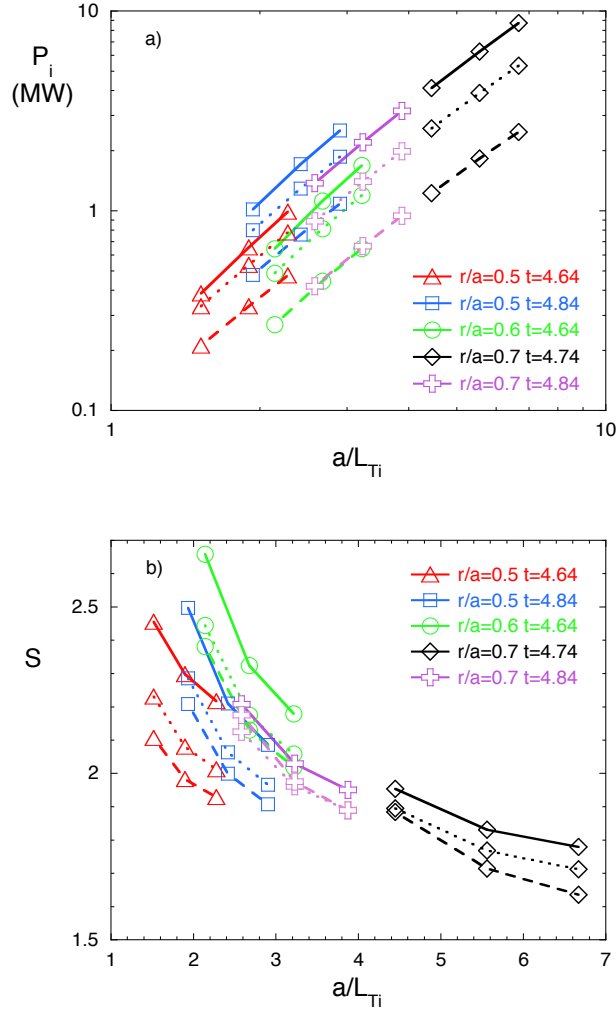 10
a)
P_i
(MW)
1
r/a=0.5 t=4.64
r/a=0.5 t=4.84
r/a=0.6 t=4.64
r/a=0.7 t=4.74
r/a=0.7 t=4.84
0.1
1 10
a/L_Ti
b)
r/a=0.5 t=4.64
r/a=0.5 t=4.84
r/a=0.6 t=4.64
r/a=0.7 t=4.74
r/a=0.7 t=4.84
2.5
S
2
1.5
1 2 3 4 5 6 7
a/L_Ti